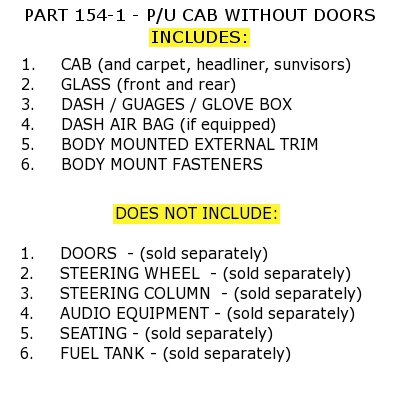 PART 154-1 - P/U CAB WITHOUT DOORS
INCLUDES:
1. CAB (and carpet, headliner, sunvisors)
2. GLASS (front and rear)
3. DASH / GUAGES / GLOVE BOX
4. DASH AIR BAG (if equipped)
5. BODY MOUNTED EXTERNAL TRIM
6. BODY MOUNT FASTENERS
DOES NOT INCLUDE:
1. DOORS - (sold separately)
2. STEERING WHEEL - (sold separately)
3. STEERING COLUMN - (sold separately)
4. AUDIO EQUIPMENT - (sold separately)
5. SEATING - (sold separately)
6. FUEL TANK - (sold separately)